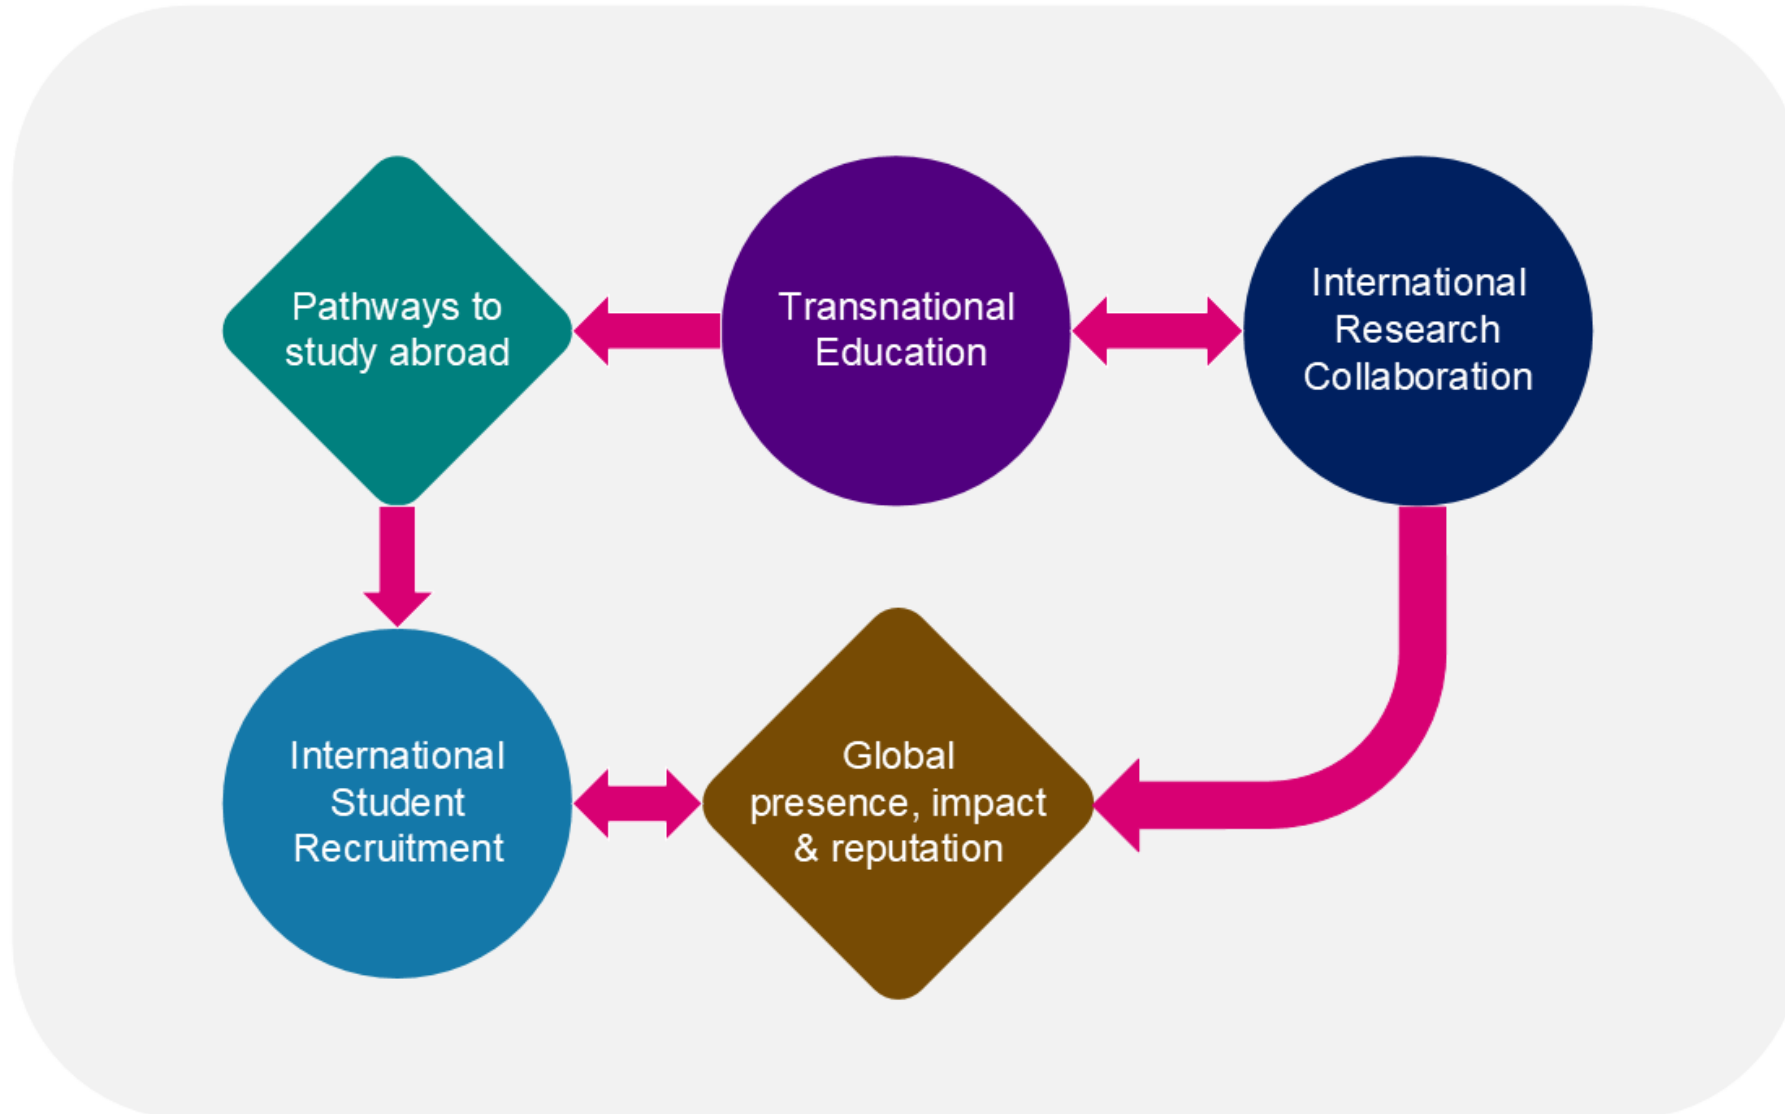 Pathways to
study abroad
Transnational
Education
International
Research
Collaboration
International
Student
Recruitment
Global
presence, impact
& reputation